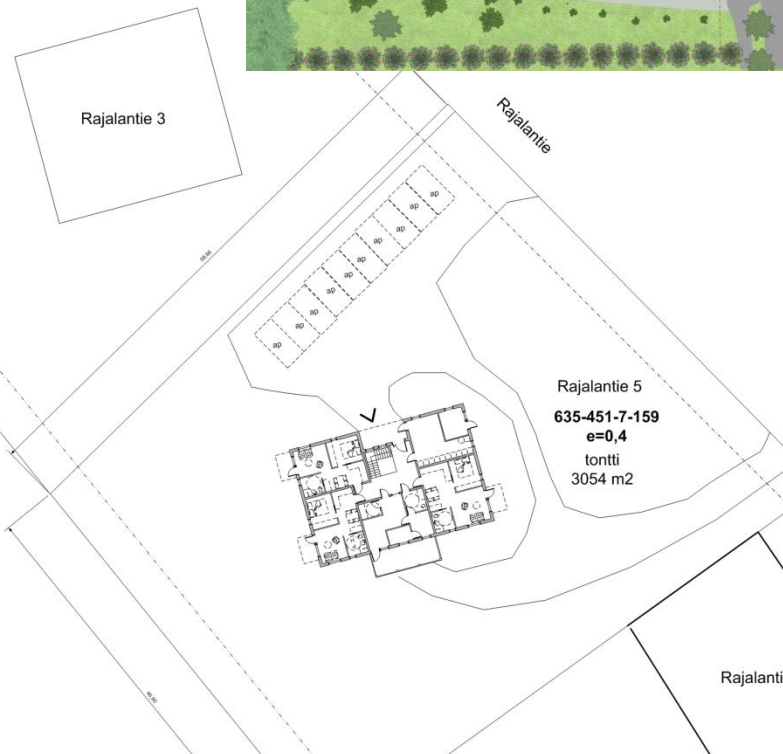 Rajalantie 3
Rajalantie
ap
ap
ap
ap
ap
ap
ap
ap
ap
ap
Rajalantie 5
635-451-7-159
e=0,4
tontti
3054 m2
Rajalanti